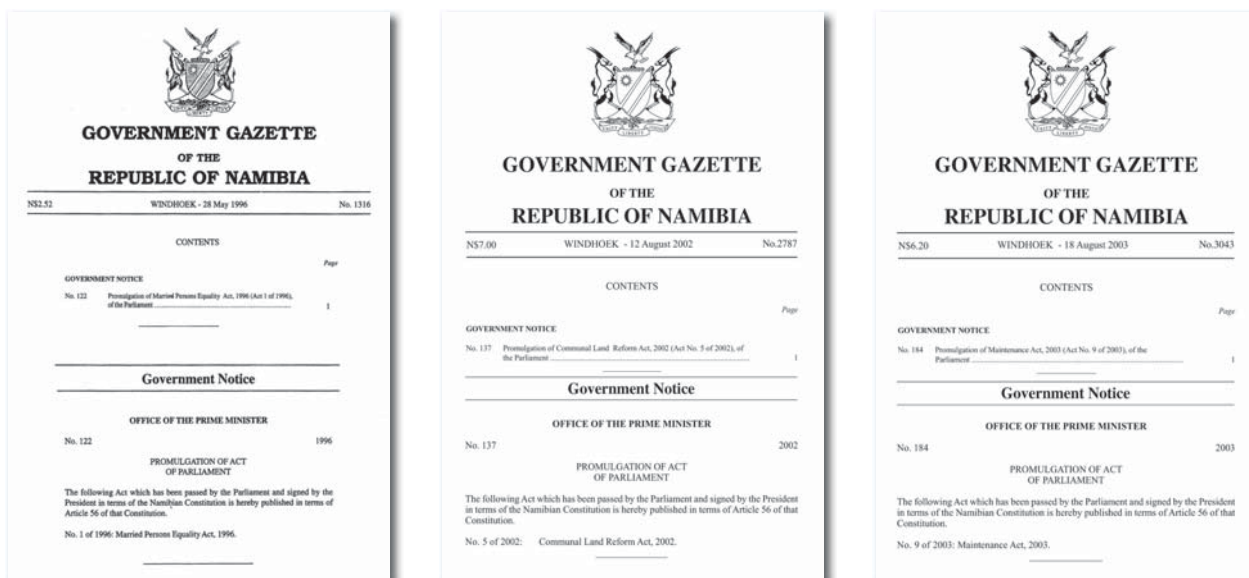 GOVERNMENT GAZETTE
OF THE
REPUBLIC OF NAMIBIA
N$2.52 WINDHOEK - 28 May 1996 No. 1316
CONTENTS
Page
GOVERNMENT NOTICE
No. 122 Promulgation of Married Persons Equality Act, 1996 (Act 1 of 1996),
of the Parliament 1
Government Notice
OFFICE OF THE PRIME MINISTER
No. 122 1996
PROMULGATION OF ACT
OF PARLIAMENT
The following Act which has been passed by the Parliament and signed by the
President in terms of the Namibian Constitution is hereby published in terms of
Article 56 of that Constitution.
No. 1 of 1996: Married Persons Equality Act, 1996.
UNITY LIBERTY JUSTICE
GOVERNMENT GAZETTE
OF THE
REPUBLIC OF NAMIBIA
N$7.00 WINDHOEK - 12 August 2002 No.2787
CONTENTS
Page
GOVERNMENT NOTICE
No. 137 Promulgation of Communal Land Reform Act, 2002 (Act No. 5 of 2002), of
the Parliament 1
Government Notice
OFFICE OF THE PRIME MINISTER
No. 137 2002
PROMULGATION OF ACT
OF PARLIAMENT
The following Act which has been passed by the Parliament and signed by the President
in terms of the Namibian Constitution is hereby published in terms of Article 56 of that
Constitution.
No. 5 of 2002: Communal Land Reform Act, 2002.
UNITY LIBERTY JUSTICE
GOVERNMENT GAZETTE
OF THE
REPUBLIC OF NAMIBIA
N$6.20 WINDHOEK - 18 August 2003 No.3043
CONTENTS
Page
GOVERNMENT NOTICE
No. 184 Promulgation of Maintenance Act, 2003 (Act No. 9 of 2003), of the
Parliament 1
Government Notice
OFFICE OF THE PRIME MINISTER
No. 184 2003
PROMULGATION OF ACT
OF PARLIAMENT
The following Act which has been passed by the Parliament and signed by the President
in terms of the Namibian Constitution is hereby published in terms of Article 56 of that
Constitution.
No. 9 of 2003: Maintenance Act, 2003.